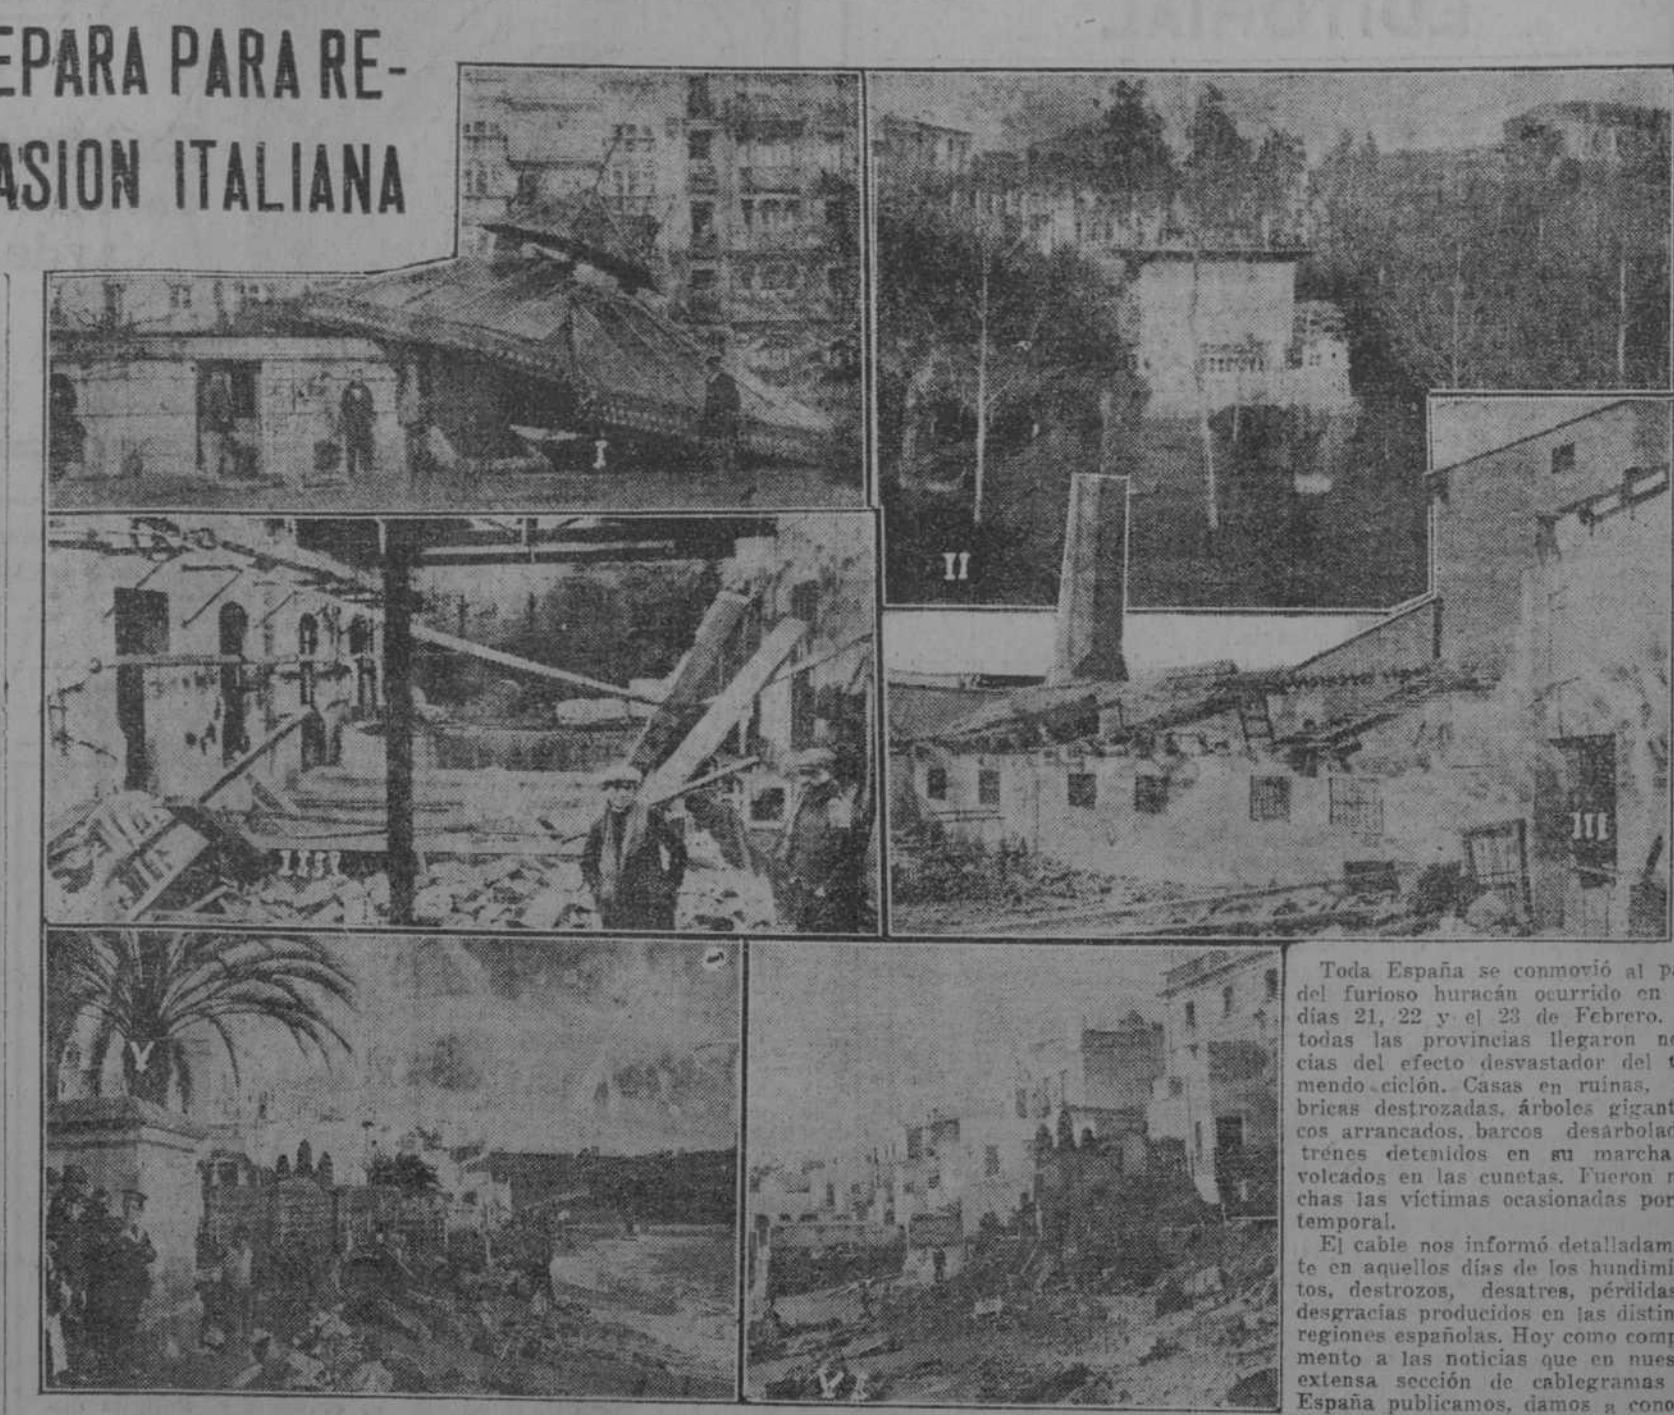 EPARA PARA RE-
ASION ITALIANA
I
II
III
V
VI
Toda España se conmovió al
del furioso huracán ocurrido en
días 21, 22 y el 23 de Febrero.
todas las provincias llegaron
cias del efecto desvastador del
mendo ciclón. Casas en ruinas,
bricas destrozadas, árboles gigant
cos arrancados, barcos desarbolad
trenes detenidos en su marcha
volcados en las cunetas. Fueron
chas las víctimas ocasionadas por
temporal.
El cable nos informó detalladam
te en aquellos días de los hundimi
tos, destrozos, desatres, pérdidas
desgracias producidos en las distin
regiones españolas. Hoy como comp
mento a las noticias que en nues
extensa sección de cablegramas
España publicamos, damos a cono